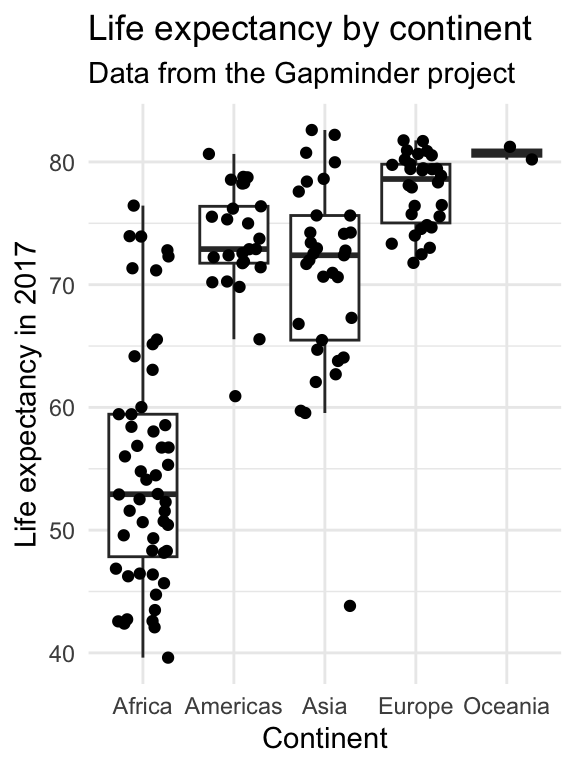 Life expectancy by continent
Data from the Gapminder project
80
70
60
50
40
Life expectancy in 2017
Africa Americas Asia Europe Oceania
Continent